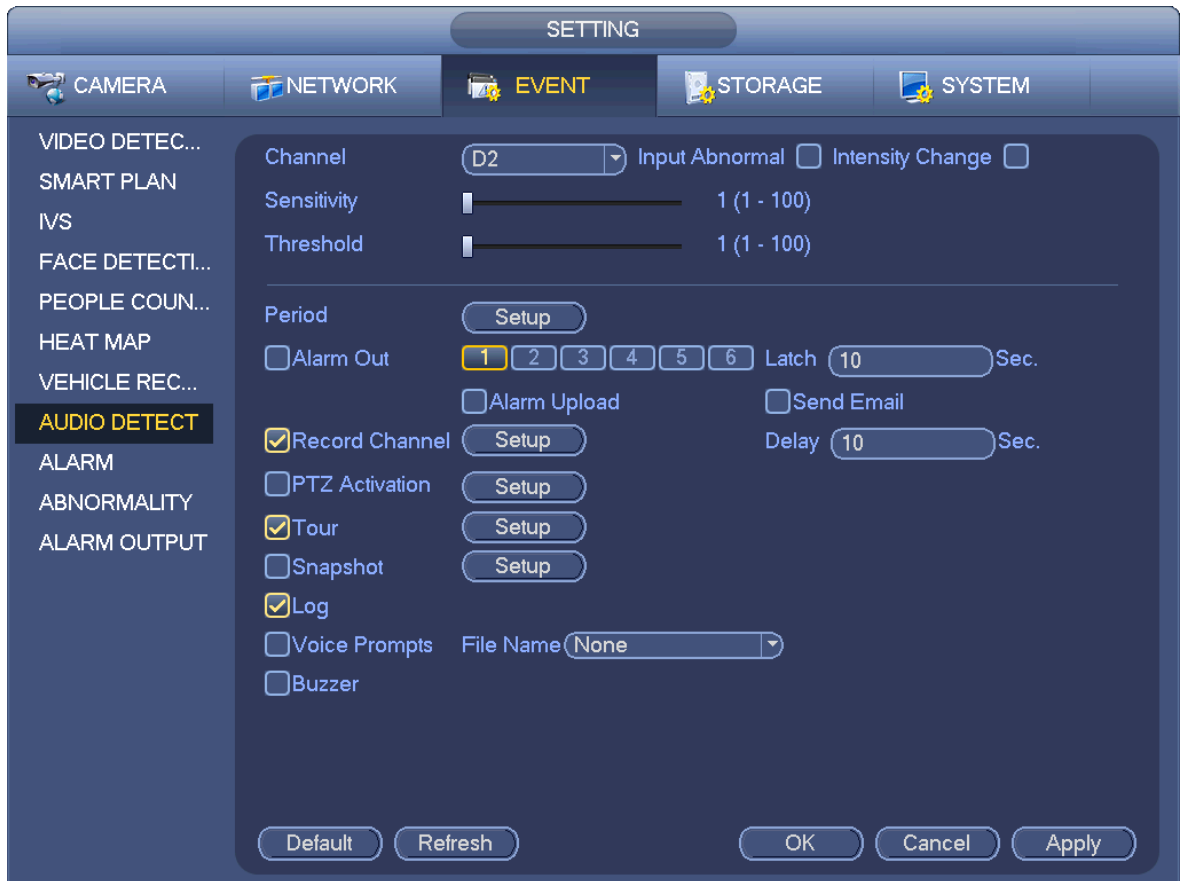 SETTING
CAMERA NETWORK EVENT STORAGE SYSTEM
VIDEO DETEC...
SMART PLAN
IVS
FACE DETECTI...
PEOPLE COUN...
HEAT MAP
VEHICLE REC...
AUDIO DETECT
ALARM
ABNORMALITY
ALARM OUTPUT
Channel D2 Input Abnormal Intensity Change
Sensitivity 1 (1 - 100)
Threshold 1 (1 - 100)
Period Setup
Alarm Out 1 2 3 4 5 6 Latch 10 Sec.
Alarm Upload Send Email
Record Channel Setup Delay 10 Sec.
PTZ Activation Setup
Tour Setup
Snapshot Setup
Log
Voice Prompts File Name None
Buzzer
Default Refresh OK Cancel Apply